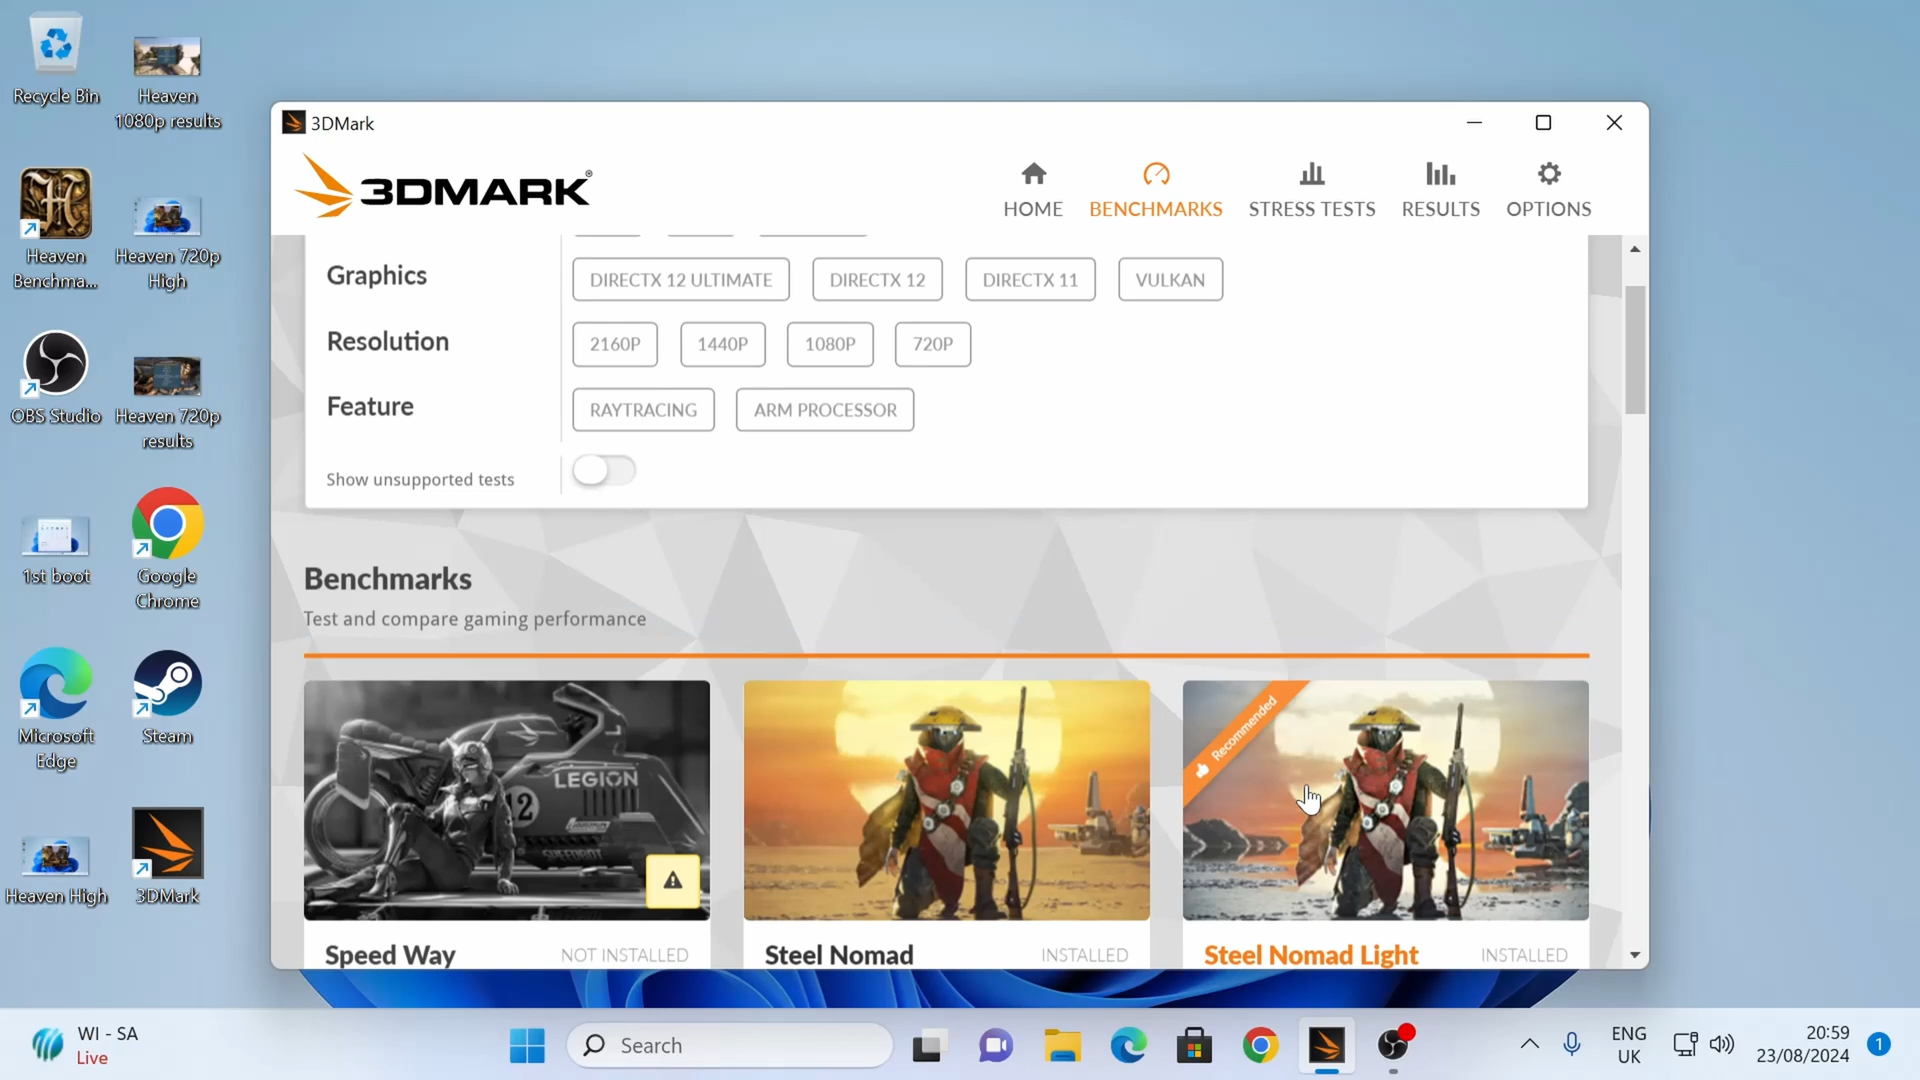 Recycle Bin
Heaven
1080p results
Heaven
Benchma...
Heaven 720p
High
OBS Studio
Heaven 720p
results
1st boot
Google
Chrome
Microsoft
Edge
Steam
Heaven High
3DMark
3DMark
3DMARK®
HOME
BENCHMARKS
STRESS TESTS
RESULTS
OPTIONS
Graphics
DIRECTX 12 ULTIMATE
DIRECTX 12
DIRECTX 11
VULKAN
Resolution
2160P
1440P
1080P
720P
Feature
RAYTRACING
ARM PROCESSOR
Show unsupported tests
Benchmarks
Test and compare gaming performance
LEGION
12
Recommended
Speed Way
NOT INSTALLED
Steel Nomad
INSTALLED
Steel Nomad Light
INSTALLED
WI - SA
Live
Search
ENG
UK
20:59
23/08/2024
1